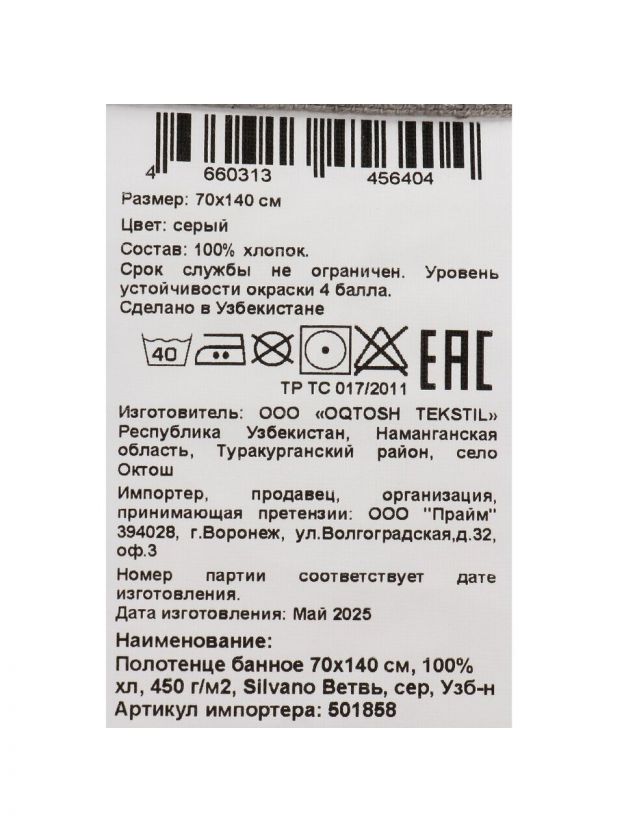 4 660313 456404
Размер: 70х140 см
Цвет: серый
Состав: 100% хлопок.
Срок службы не ограничен. Уровень
устойчивости окраски 4 балла.
Сделано в Узбекистане
40
ТР ТС 017/2011
EAC
Изготовитель: ООО «OQTOSH TEKSTIL»
Республика Узбекистан, Наманганская
область, Туракурганский район, село
Октош
Импортер, продавец, организация,
принимающая претензии: ООО "Прайм"
394028, г.Воронеж, ул.Волгоградская,д.32,
оф.3
Номер партии соответствует дате
изготовления.
Дата изготовления: Май 2025
Наименование:
Полотенце банное 70х140 см, 100%
хл, 450 г/м2, Silvano Ветвь, сер, Узб-н
Артикул импортера: 501858